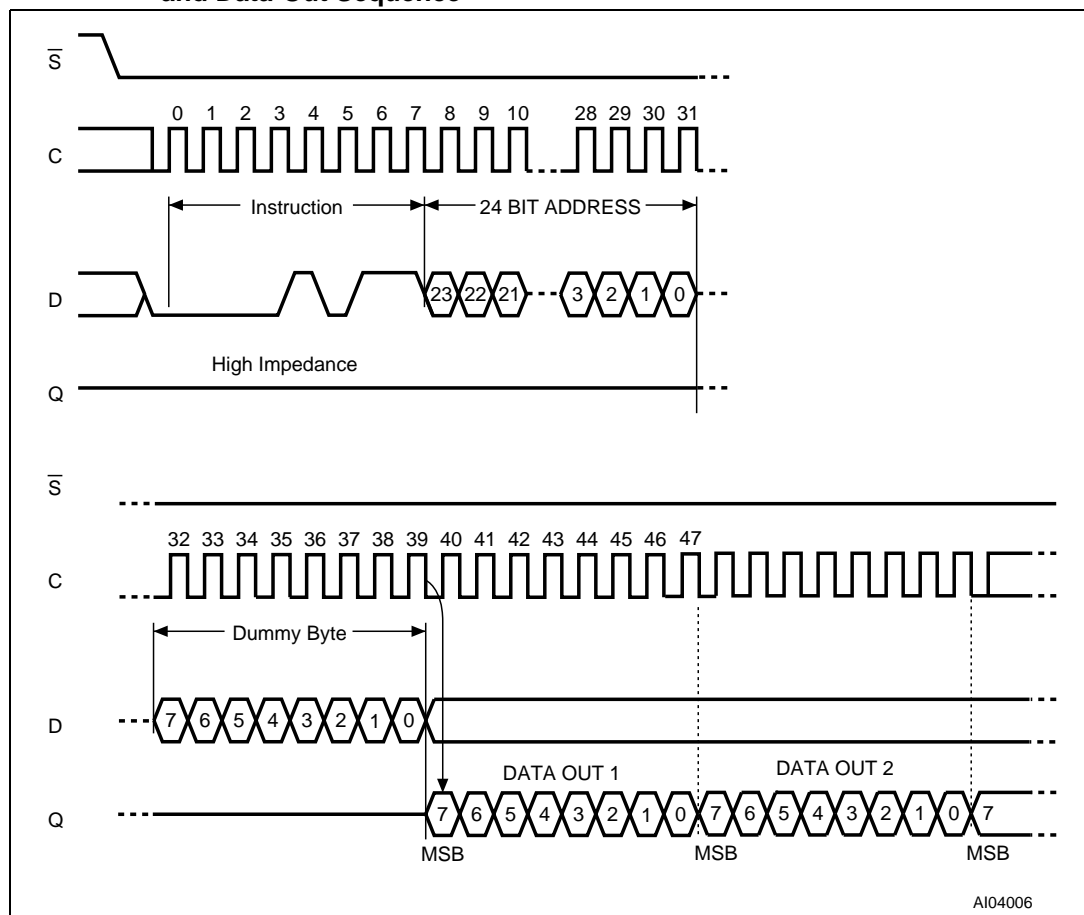 and Data-Out Sequence
S
0 1 2 3 4 5 6 7 8 9 10 28 29 30 31
C
Instruction 24 BIT ADDRESS
D 23 22 21 3 2 1 0
High Impedance
Q
S
32 33 34 35 36 37 38 39 40 41 42 43 44 45 46 47
C
Dummy Byte
D 7 6 5 4 3 2 1 0
DATA OUT 1 DATA OUT 2
Q 7 6 5 4 3 2 1 0 7 6 5 4 3 2 1 0 7
MSB MSB MSB
AI04006